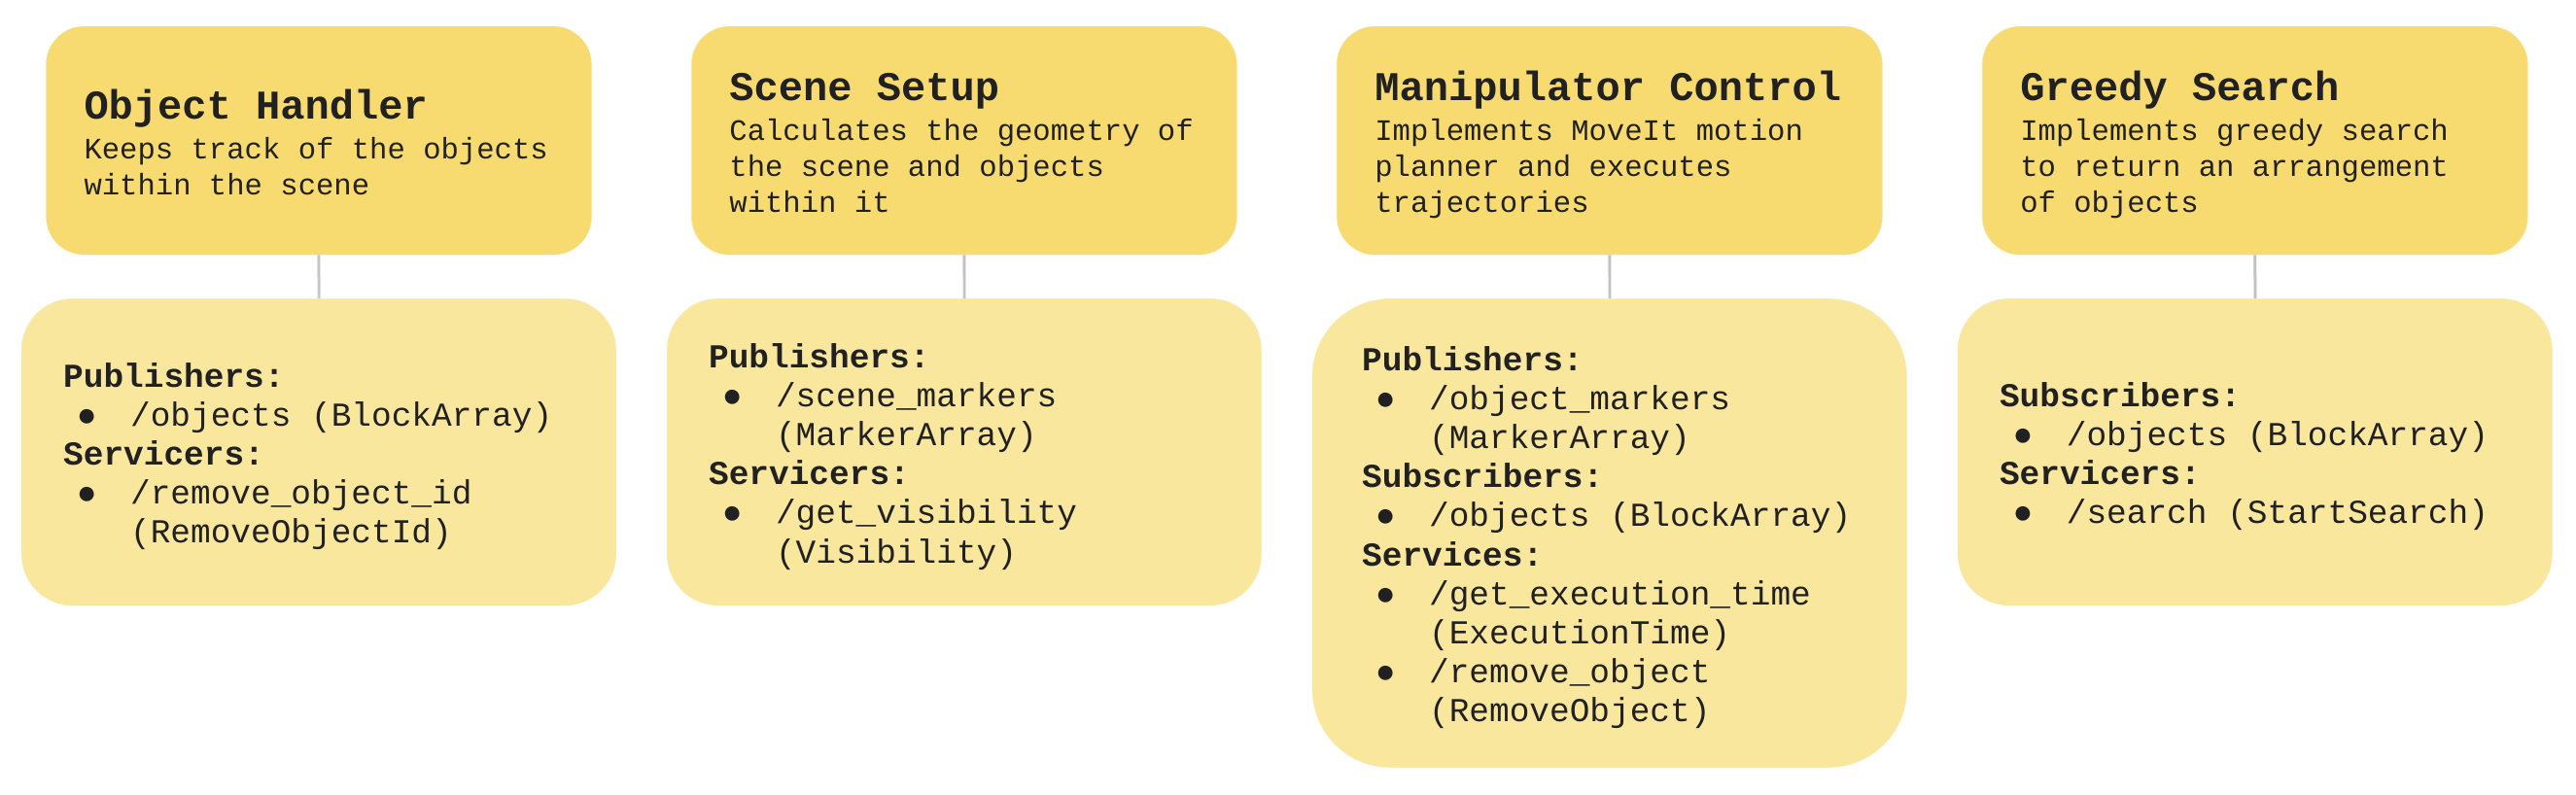 Object Handler
Keeps track of the objects
within the scene
Publishers:
● /objects (BlockArray)
Servicers:
● /remove_object_id
(RemoveObjectId)
Scene Setup
Calculates the geometry of
the scene and objects
within it
Publishers:
● /scene_markers
(MarkerArray)
Servicers:
● /get_visibility
(Visibility)
Manipulator Control
Implements MoveIt motion
planner and executes
trajectories
Publishers:
● /object_markers
(MarkerArray)
Subscribers:
● /objects (BlockArray)
Services:
● /get_execution_time
(ExecutionTime)
● /remove_object
(RemoveObject)
Greedy Search
Implements greedy search
to return an arrangement
of objects
Subscribers:
● /objects (BlockArray)
Servicers:
● /search (StartSearch)